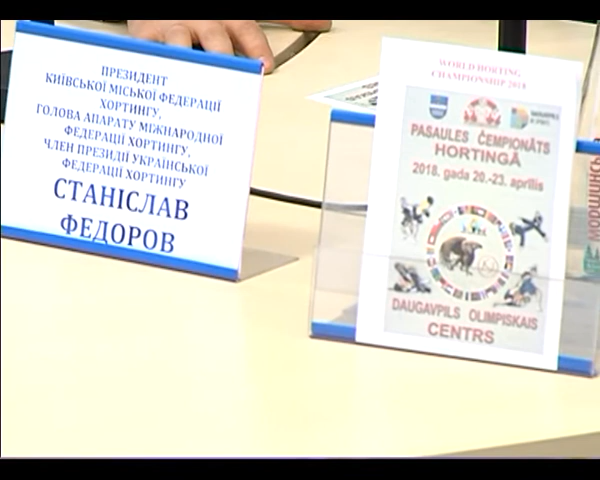 ПРЕЗИДЕНТ
КИЇВСЬКОЇ МІСЬКОЇ ФЕДЕРАЦІЇ
ХОРТИНГУ,
ГОЛОВА АПАРАТУ МІЖНАРОДНОЇ
ФЕДЕРАЦІЇ ХОРТИНГУ,
ЧЛЕН ПРЕЗИДІЇ УКРАЇНСЬКОЇ
ФЕДЕРАЦІЇ ХОРТИНГУ
СТАНІСЛАВ
ФЕДОРОВ
WORLD HORTING
CHAMPIONSHIP 2018
PASAULES ČEMPIONĀTS
HORTINGĀ
2018. gada 20.-23. aprīlis
DAUGAVPILS OLIMPISKAIS
CENTRS